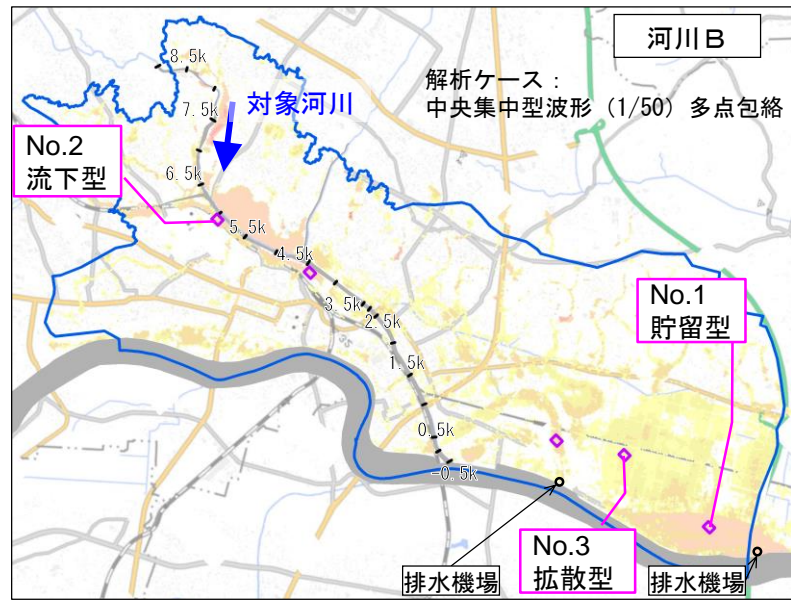 河川B
解析ケース：
中央集中型波形（1/50）多点包絡
8.5k
対象河川
7.5k
No.2
流下型
6.5k
5.5k
4.5k
3.5k
2.5k
1.5k
0.5k
-0.5k
No.1
貯留型
No.3
拡散型
排水機場
排水機場